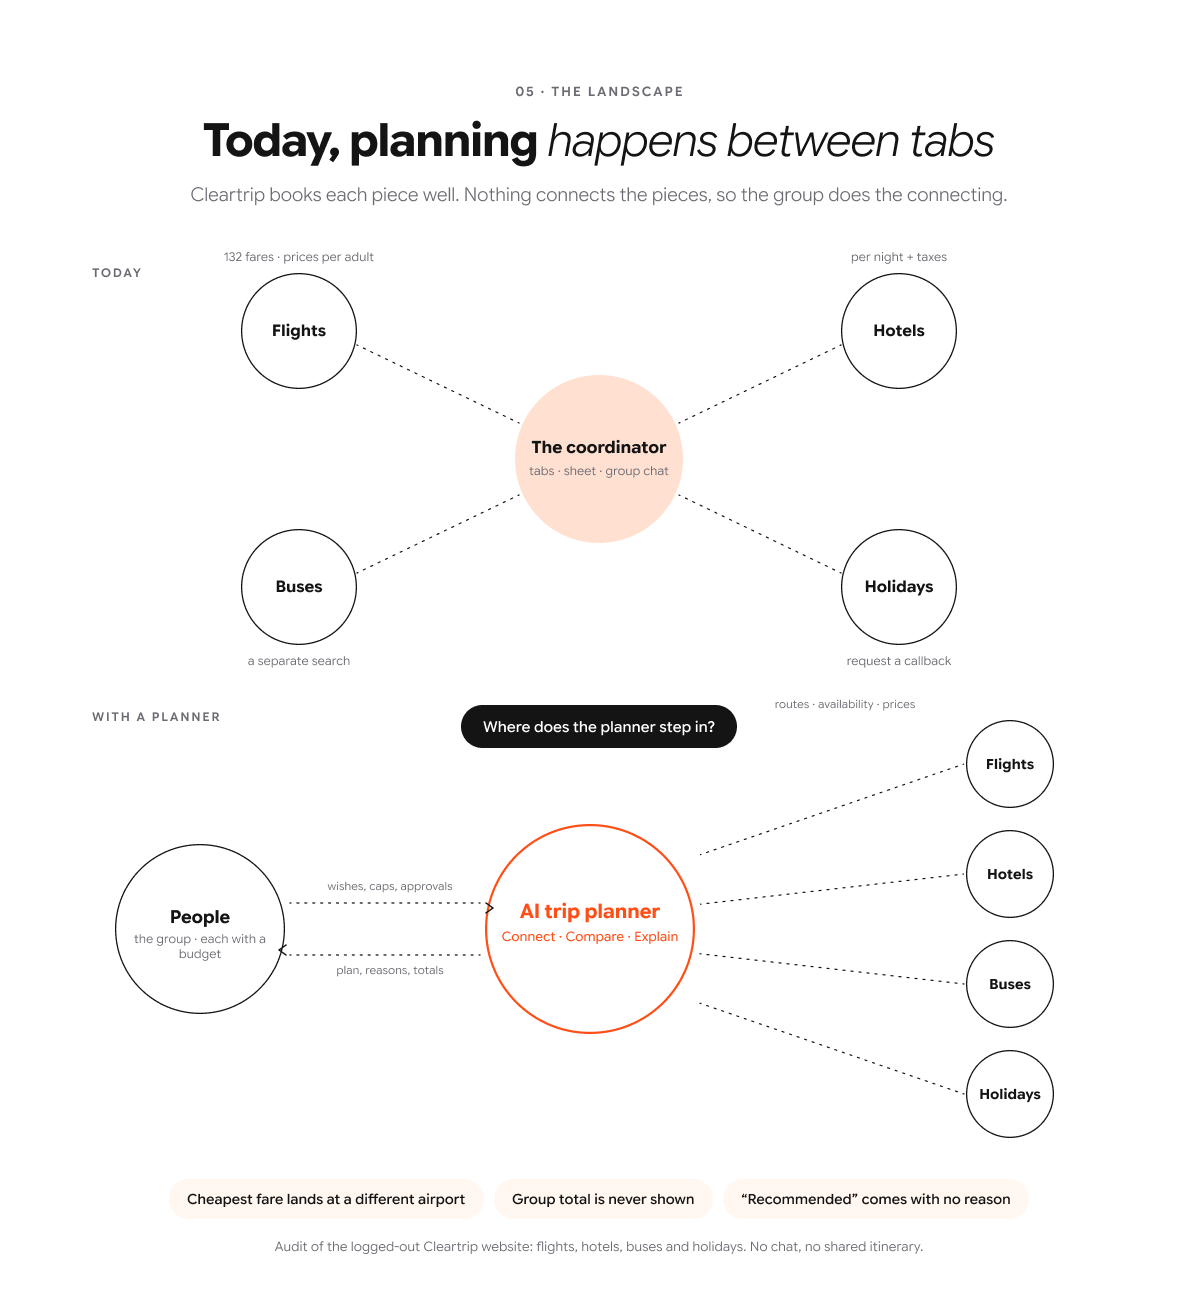 05 · THE LANDSCAPE
Today, planning happens between tabs
Cleartrip books each piece well. Nothing connects the pieces, so the group does the connecting.
TODAY
132 fares · prices per adult
per night + taxes
Flights
Hotels
The coordinator
tabs · sheet · group chat
Buses
Holidays
a separate search
request a callback
WITH A PLANNER
Where does the planner step in?
routes · availability · prices
Flights
Hotels
Buses
Holidays
People
the group · each with a
budget
wishes, caps, approvals
plan, reasons, totals
AI trip planner
Connect · Compare · Explain
Cheapest fare lands at a different airport
Group total is never shown
“Recommended” comes with no reason
Audit of the logged-out Cleartrip website: flights, hotels, buses and holidays. No chat, no shared itinerary.